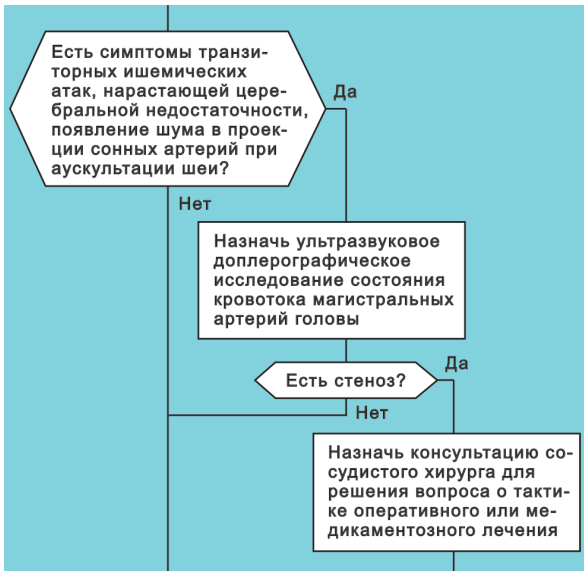 Есть симптомы транзи-
торных ишемических
атак, нарастающей цере-
бральной недостаточности,
появление шума в проек-
ции сонных артерий при
аускультации шеи?
Да
Нет
Назначь ультразвуковое
доплерографическое
исследование состояния
кровотока магистральных
артерий головы
Есть стеноз?
Да
Нет
Назначь консультацию со-
судистого хирурга для
решения вопроса о такти-
ке оперативного или ме-
дикаментозного лечения